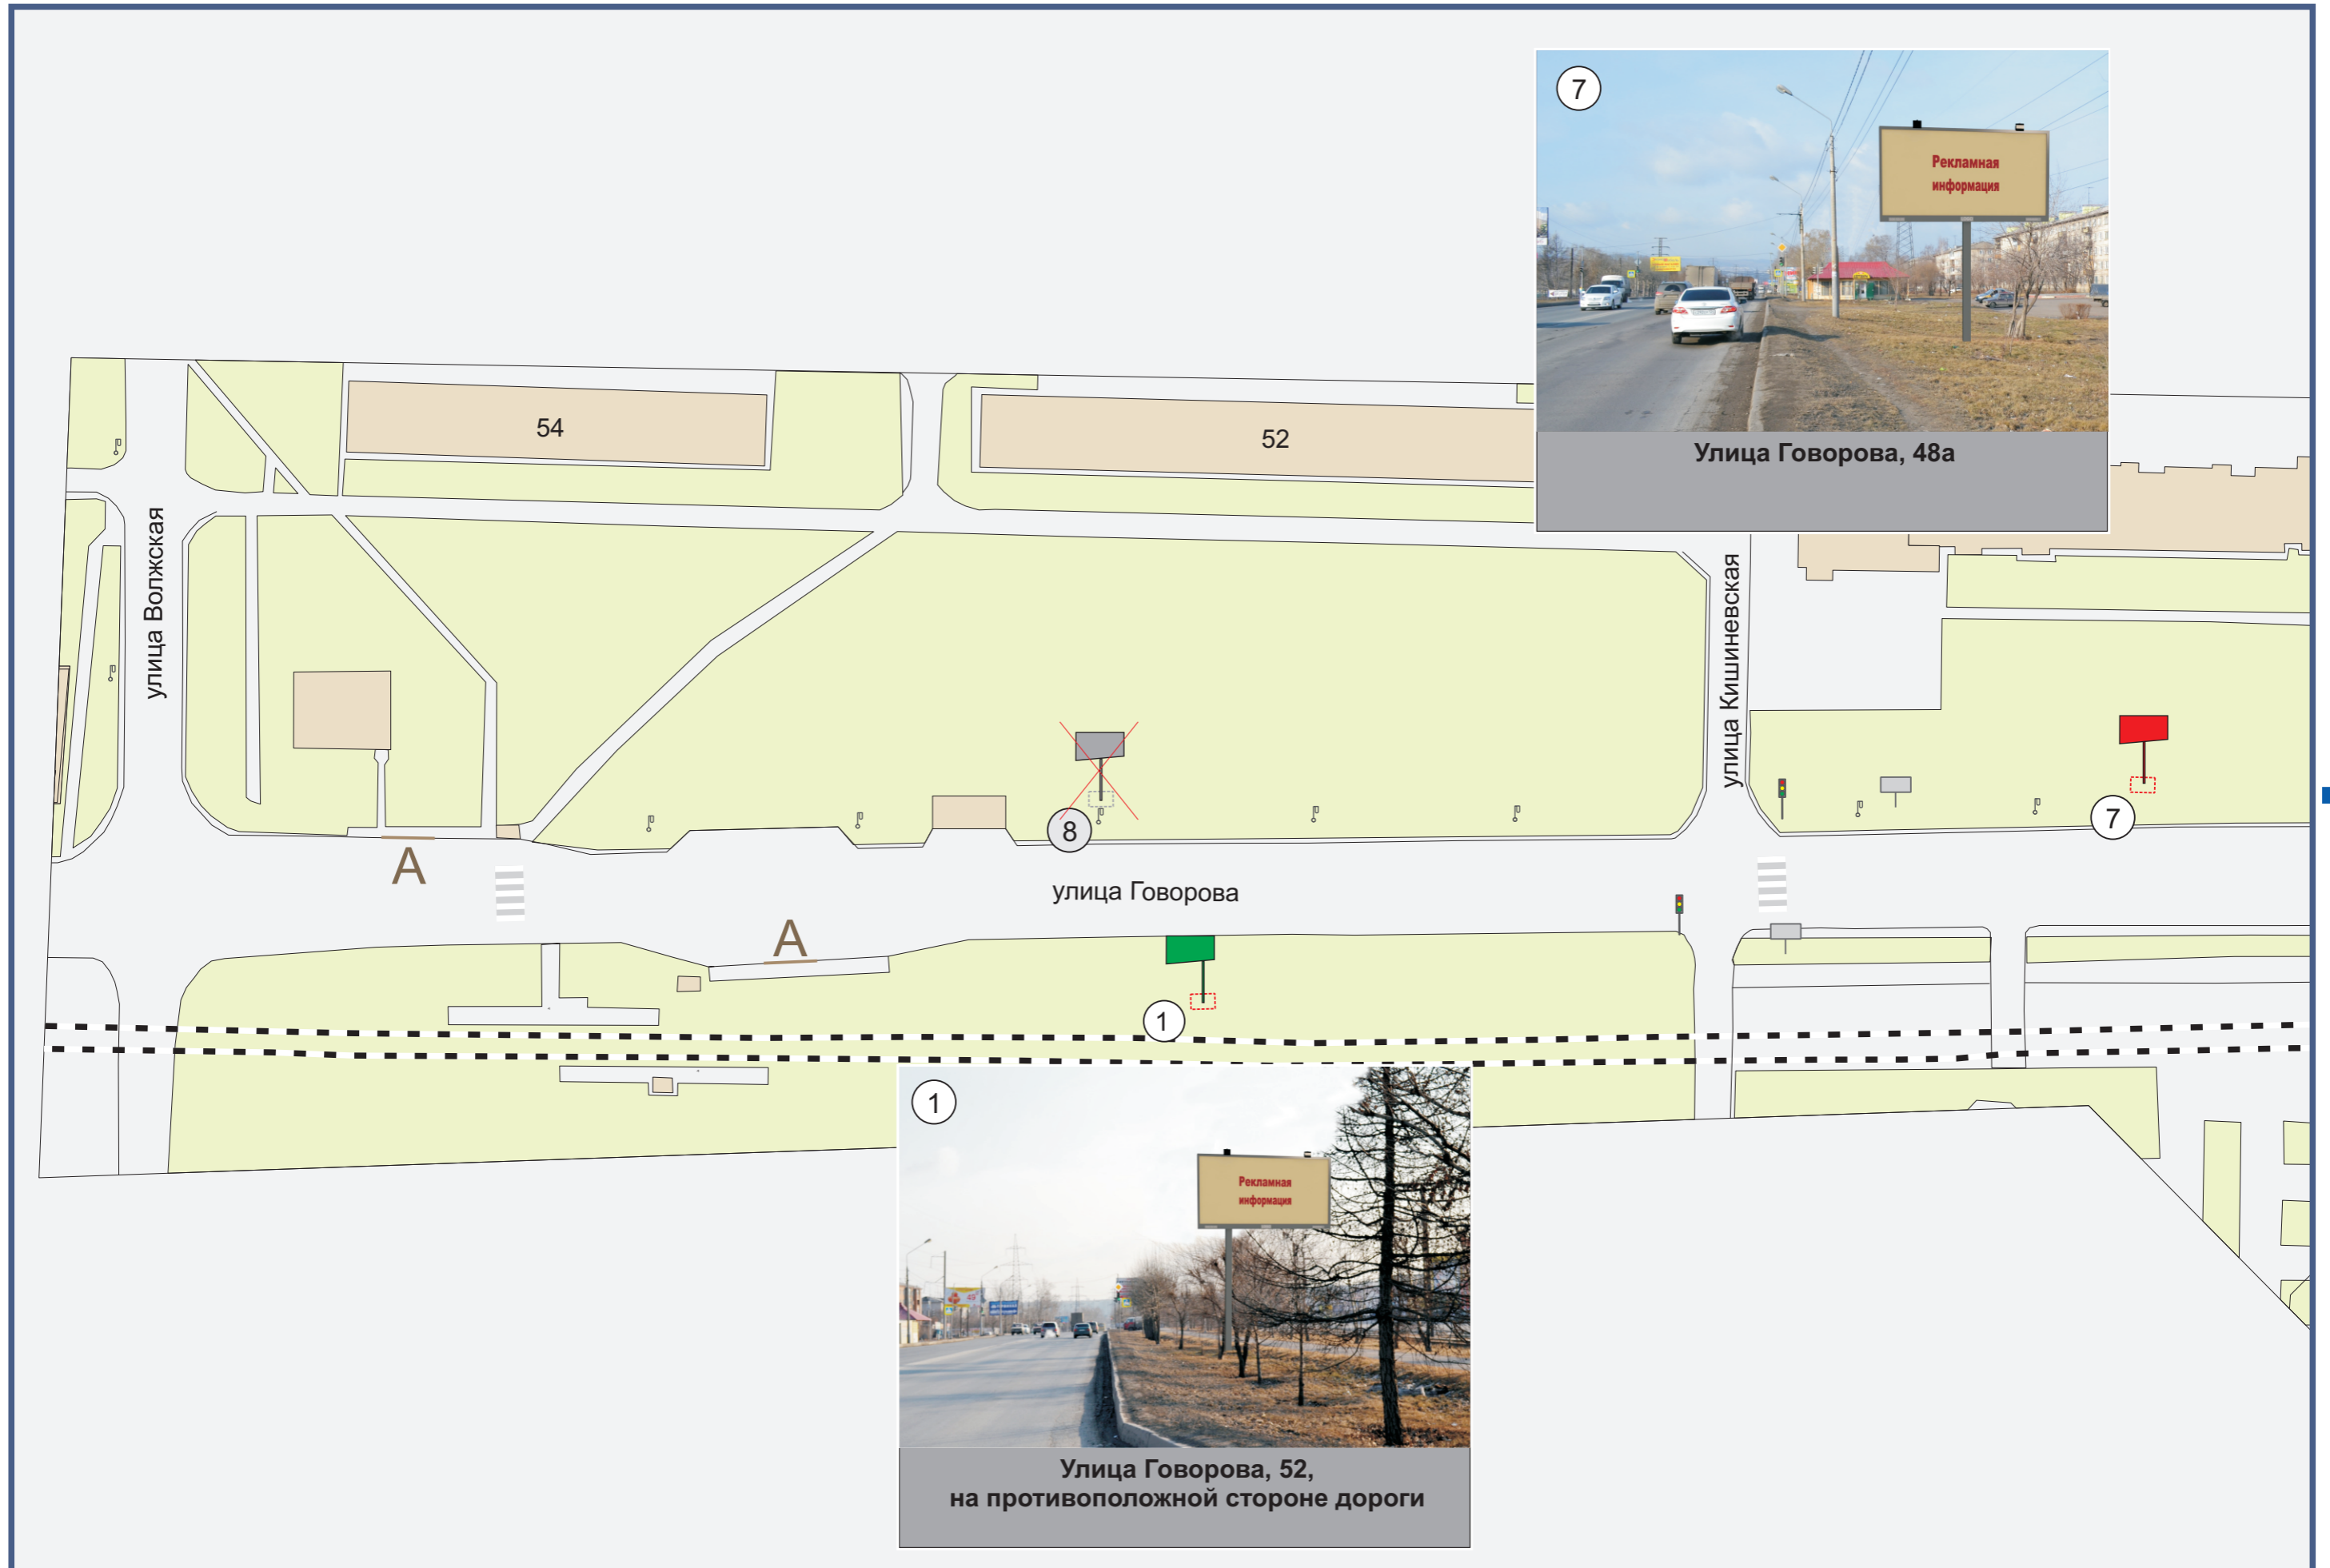 7
Рекламная
информация
Улица Говорова, 48а
54
52
улица Волжская
улица Кишиневская
8
7
А
улица Говорова
А
1
1
Рекламная
информация
Улица Говорова, 52,
на противоположной стороне дороги